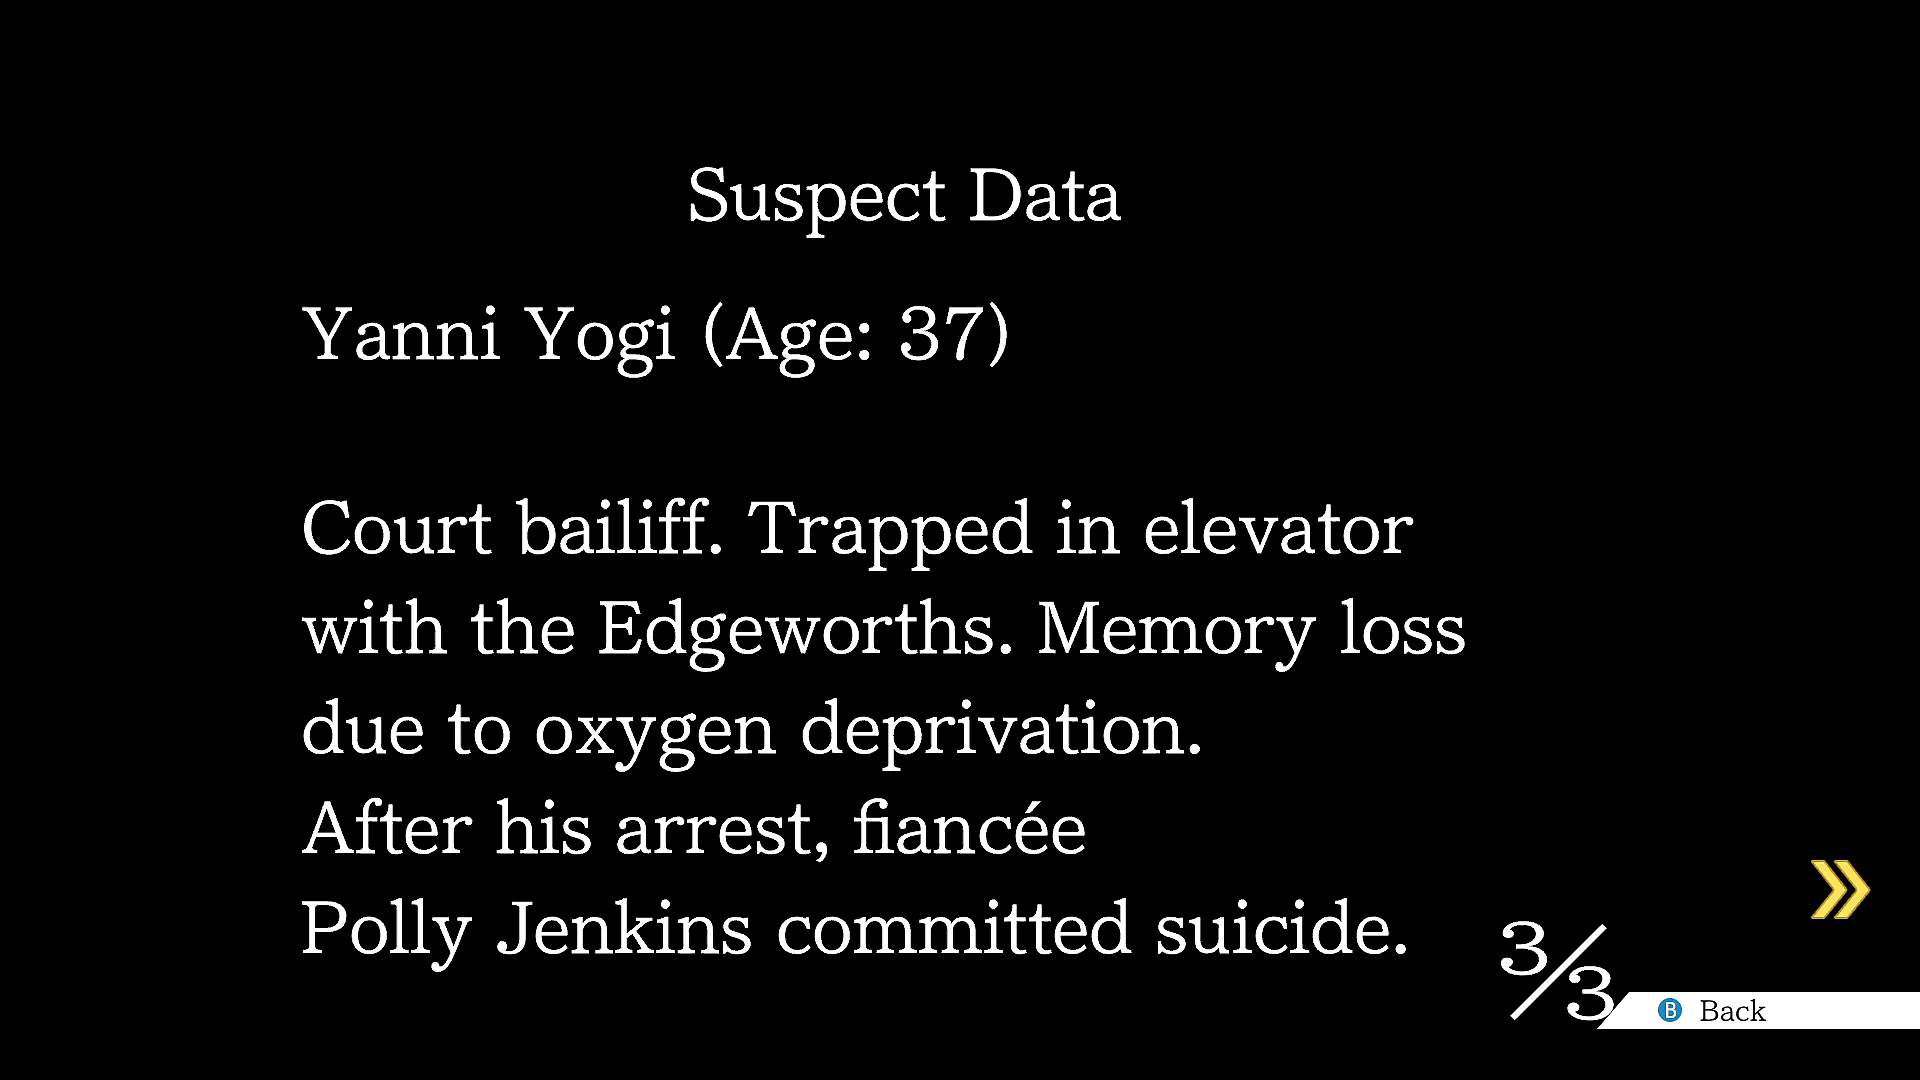 Suspect Data
Yanni Yogi (Age: 37)
Court bailiff. Trapped in elevator
with the Edgeworths. Memory loss
due to oxygen deprivation.
After his arrest, fiancée
Polly Jenkins committed suicide.
3/3
B Back